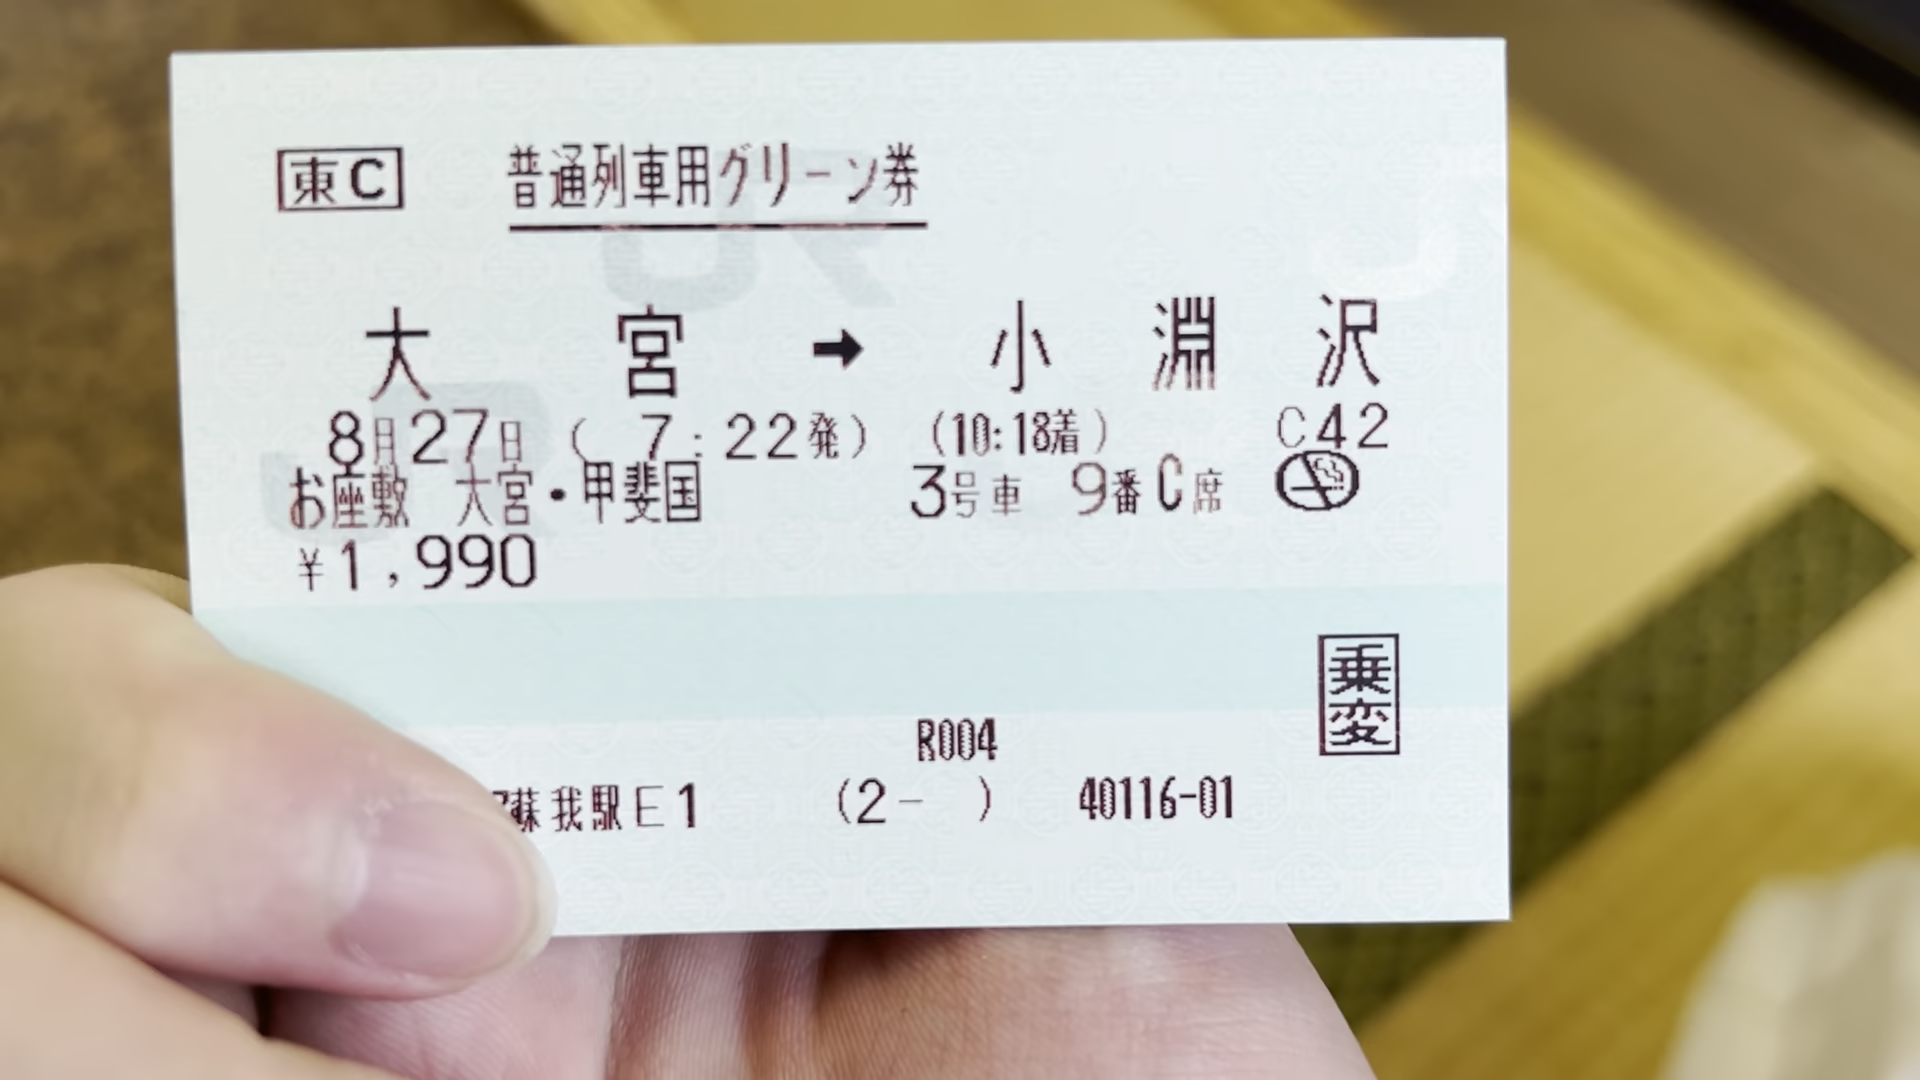 東C 普通列車用グリーン券
大宮 ➡ 小淵沢
8月27日 ( 7:22発) (10:18着) C42
お座敷 大宮・甲斐国 3号車 9番C席
¥1,990
乗変
R004
蘇我駅E1 (2- ) 40116-01